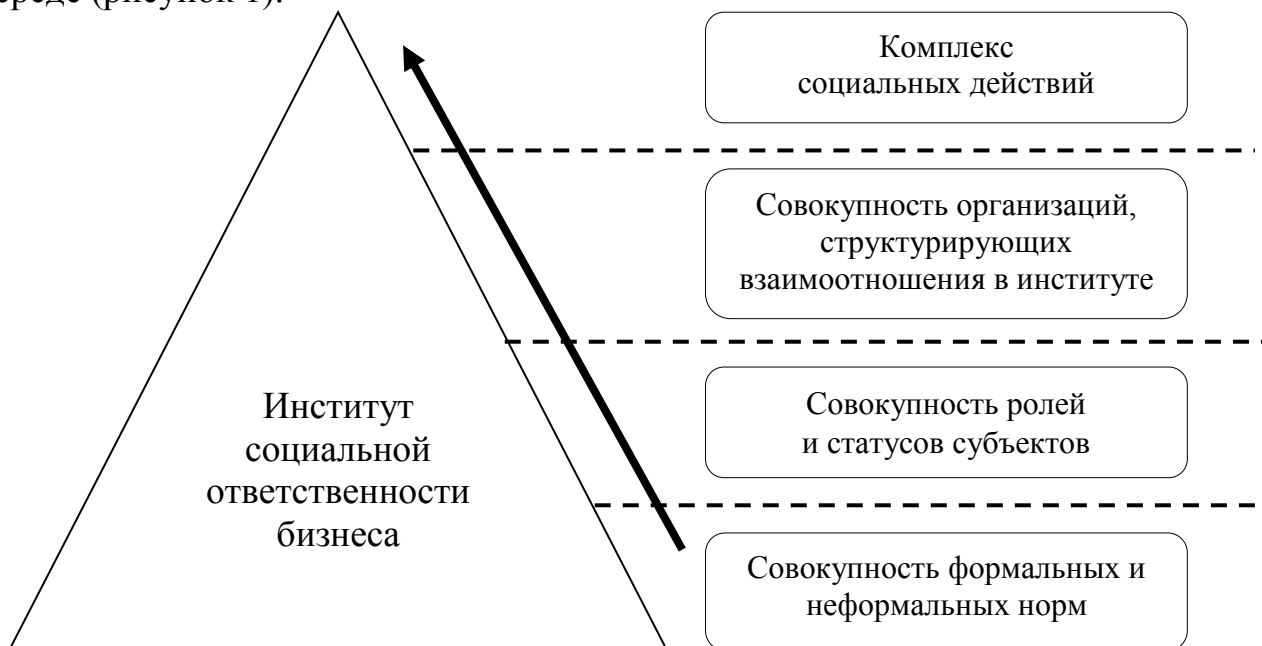 ереде (рисунок 1).
Комплекс
социальных действий
Совокупность организаций,
структурирующих
взаимоотношения в институте
Совокупность ролей
и статусов субъектов
Институт
социальной
ответственности
бизнеса
Совокупность формальных и
неформальных норм